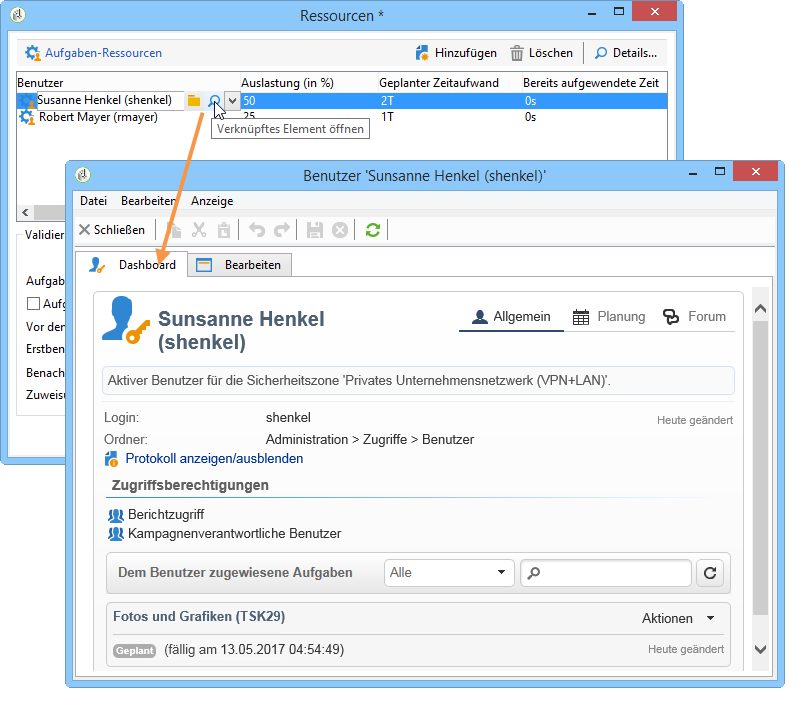 Ressourcen *
Aufgaben-Ressourcen
Hinzufügen
Löschen
Details...
Benutzer
Auslastung (in %)
Geplanter Zeitaufwand
Bereits aufgewendete Zeit
Susanne Henkel (shenkel)
50
2T
0s
Robert Mayer (rmayer)
25
1T
0s
Verknüpftes Element öffnen
Validier
Aufgab
Aufg
Vor den
Erstben
Benach
Zuweisu
Benutzer 'Sunsanne Henkel (shenkel)'
Datei
Bearbeiten
Anzeige
Schließen
Dashboard
Bearbeiten
Sunsanne Henkel
(shenkel)
Allgemein
Planung
Forum
Aktiver Benutzer für die Sicherheitszone 'Privates Unternehmensnetzwerk (VPN+LAN)'.
Login:
shenkel
Heute geändert
Ordner:
Administration > Zugriffe > Benutzer
Protokoll anzeigen/ausblenden
Zugriffsberechtigungen
Berichtzugriff
Kampagnenverantwortliche Benutzer
Dem Benutzer zugewiesene Aufgaben
Alle
Fotos und Grafiken (TSK29)
Aktionen
Geplant
(fällig am 13.05.2017 04:54:49)
Heute geändert